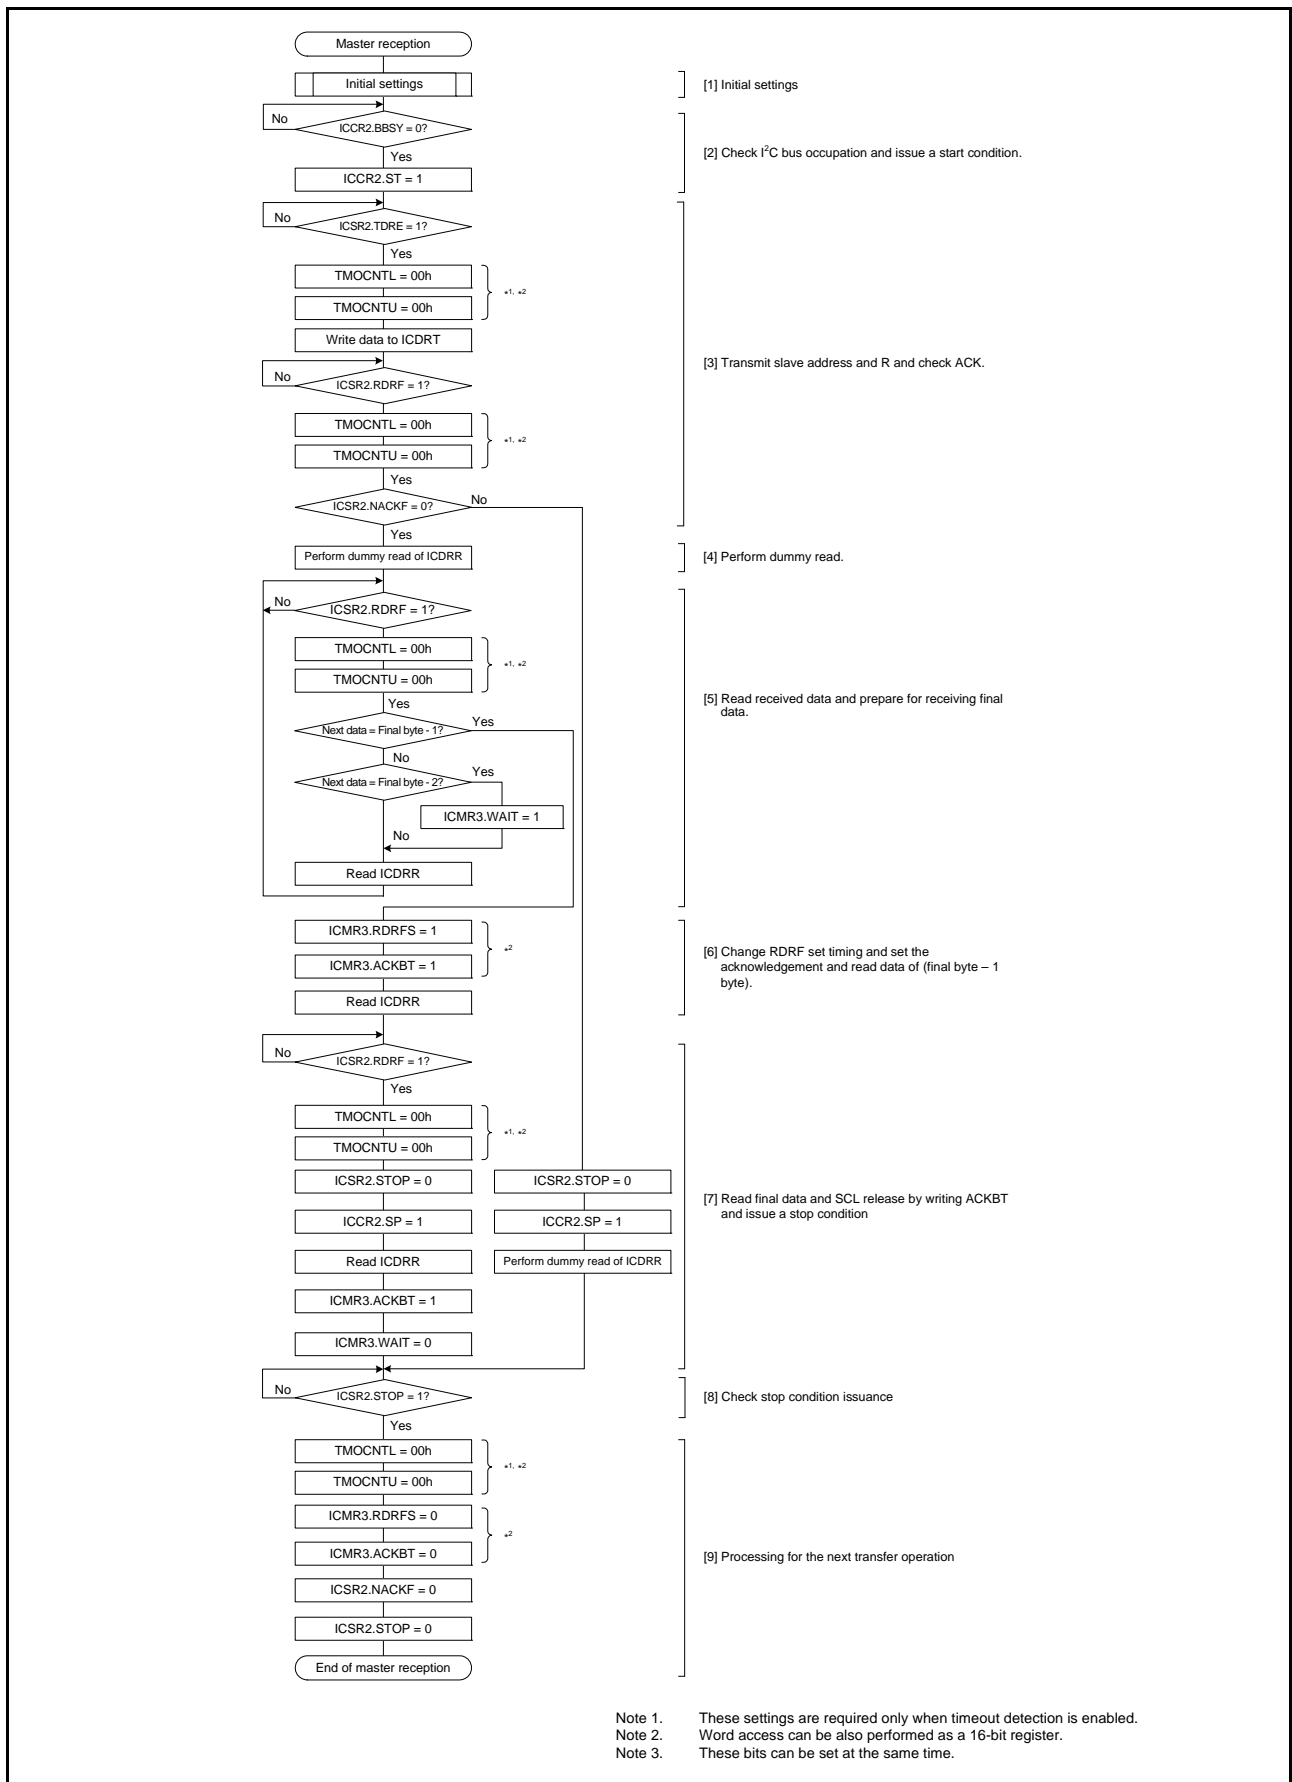 Master reception
Initial settings
[1] Initial settings
No
ICCR2.BBSY = 0?
Yes
[2] Check I²C bus occupation and issue a start condition.
ICCR2.ST = 1
No
ICSR2.TDRE = 1?
Yes
TMOCNTL = 00h
*1, *2
TMOCNTU = 00h
Write data to ICDRT
[3] Transmit slave address and R and check ACK.
No
ICSR2.RDRF = 1?
TMOCNTL = 00h
*1, *2
TMOCNTU = 00h
Yes
ICSR2.NACKF = 0?
No
Yes
Perform dummy read of ICDRR
[4] Perform dummy read.
No
ICSR2.RDRF = 1?
TMOCNTL = 00h
*1, *2
TMOCNTU = 00h
Yes
[5] Read received data and prepare for receiving final
data.
Next data = Final byte - 1?
Yes
No
Next data = Final byte - 2?
Yes
ICMR3.WAIT = 1
No
Read ICDRR
ICMR3.RDRFS = 1
*2
ICMR3.ACKBT = 1
[6] Change RDRF set timing and set the
acknowledgement and read data of (final byte – 1
byte).
Read ICDRR
No
ICSR2.RDRF = 1?
Yes
TMOCNTL = 00h
*1, *2
TMOCNTU = 00h
ICSR2.STOP = 0
ICSR2.STOP = 0
[7] Read final data and SCL release by writing ACKBT
and issue a stop condition
ICCR2.SP = 1
ICCR2.SP = 1
Read ICDRR
Perform dummy read of ICDRR
ICMR3.ACKBT = 1
ICMR3.WAIT = 0
No
ICSR2.STOP = 1?
[8] Check stop condition issuance
Yes
TMOCNTL = 00h
*1, *2
TMOCNTU = 00h
ICMR3.RDRFS = 0
*2
ICMR3.ACKBT = 0
[9] Processing for the next transfer operation
ICSR2.NACKF = 0
ICSR2.STOP = 0
End of master reception
Note 1. These settings are required only when timeout detection is enabled.
Note 2. Word access can be also performed as a 16-bit register.
Note 3. These bits can be set at the same time.